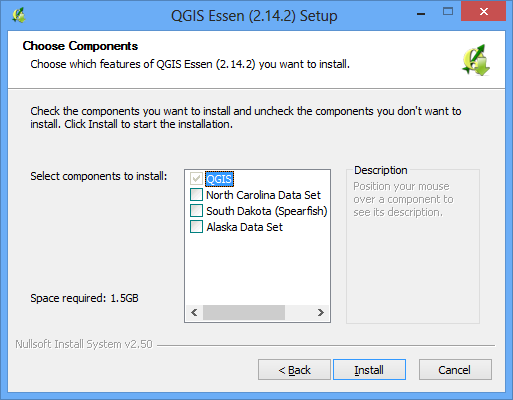 QGIS Essen (2.14.2) Setup
Choose Components
Choose which features of QGIS Essen (2.14.2) you want to install.
Check the components you want to install and uncheck the components you don't want to
install. Click Install to start the installation.
Select components to install:
QGIS
North Carolina Data Set
South Dakota (Spearfish)
Alaska Data Set
Description
Position your mouse
over a component to
see its description.
Space required: 1.5GB
Nullsoft Install System v2.50
< Back
Install
Cancel